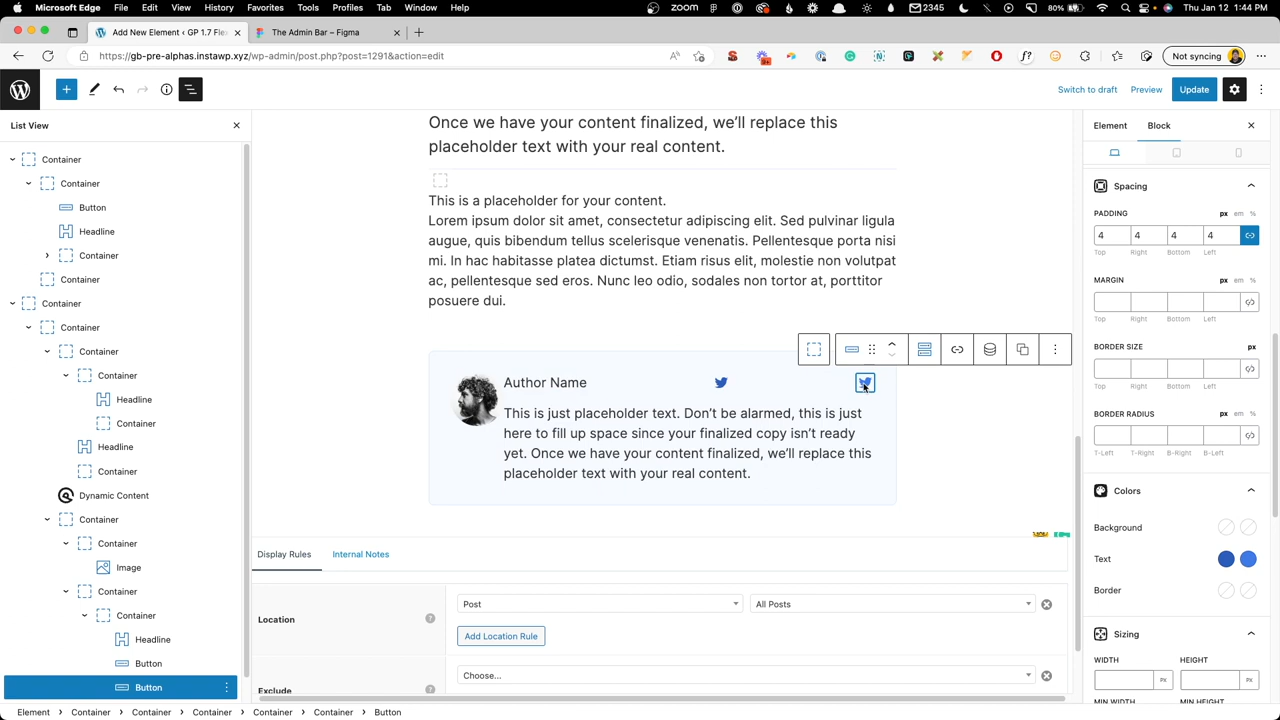 Microsoft Edge File Edit View History Favorites Tools Profiles Tab Window Help
ZOOM 2345 80% Thu Jan 12 1:44 PM
Add New Element ‹ GP 1.7 Flex
The Admin Bar – Figma
https://gb-pre-alphas.instawp.xyz/wp-admin/post.php?post=1291&action=edit
Not syncing
Switch to draft Preview Update
List View
Container
Container
Button
Headline
Container
Container
Container
Container
Container
Container
Headline
Container
Headline
Container
Dynamic Content
Container
Container
Image
Container
Container
Headline
Button
Button
Once we have your content finalized, we'll replace this
placeholder text with your real content.
This is a placeholder for your content.
Lorem ipsum dolor sit amet, consectetur adipiscing elit. Sed pulvinar ligula
augue, quis bibendum tellus scelerisque venenatis. Pellentesque porta nisi
mi. In hac habitasse platea dictumst. Etiam risus elit, molestie non volutpat
ac, pellentesque sed eros. Nunc leo odio, sodales non tortor at, porttitor
posuere dui.
Author Name
This is just placeholder text. Don't be alarmed, this is just
here to fill up space since your finalized copy isn't ready
yet. Once we have your content finalized, we'll replace this
placeholder text with your real content.
Display Rules Internal Notes
Location ? Post All Posts
Add Location Rule
Exclude ? Choose...
Element Block
Spacing
PADDING px em %
4 4 4 4
Top Right Bottom Left
MARGIN px em %
Top Right Bottom Left
BORDER SIZE px
Top Right Bottom Left
BORDER RADIUS px em %
T-Left T-Right B-Right B-Left
Colors
Background
Text
Border
Sizing
WIDTH HEIGHT
PX PX
MIN WIDTH MIN HEIGHT
Element > Container > Container > Container > Container > Container > Button